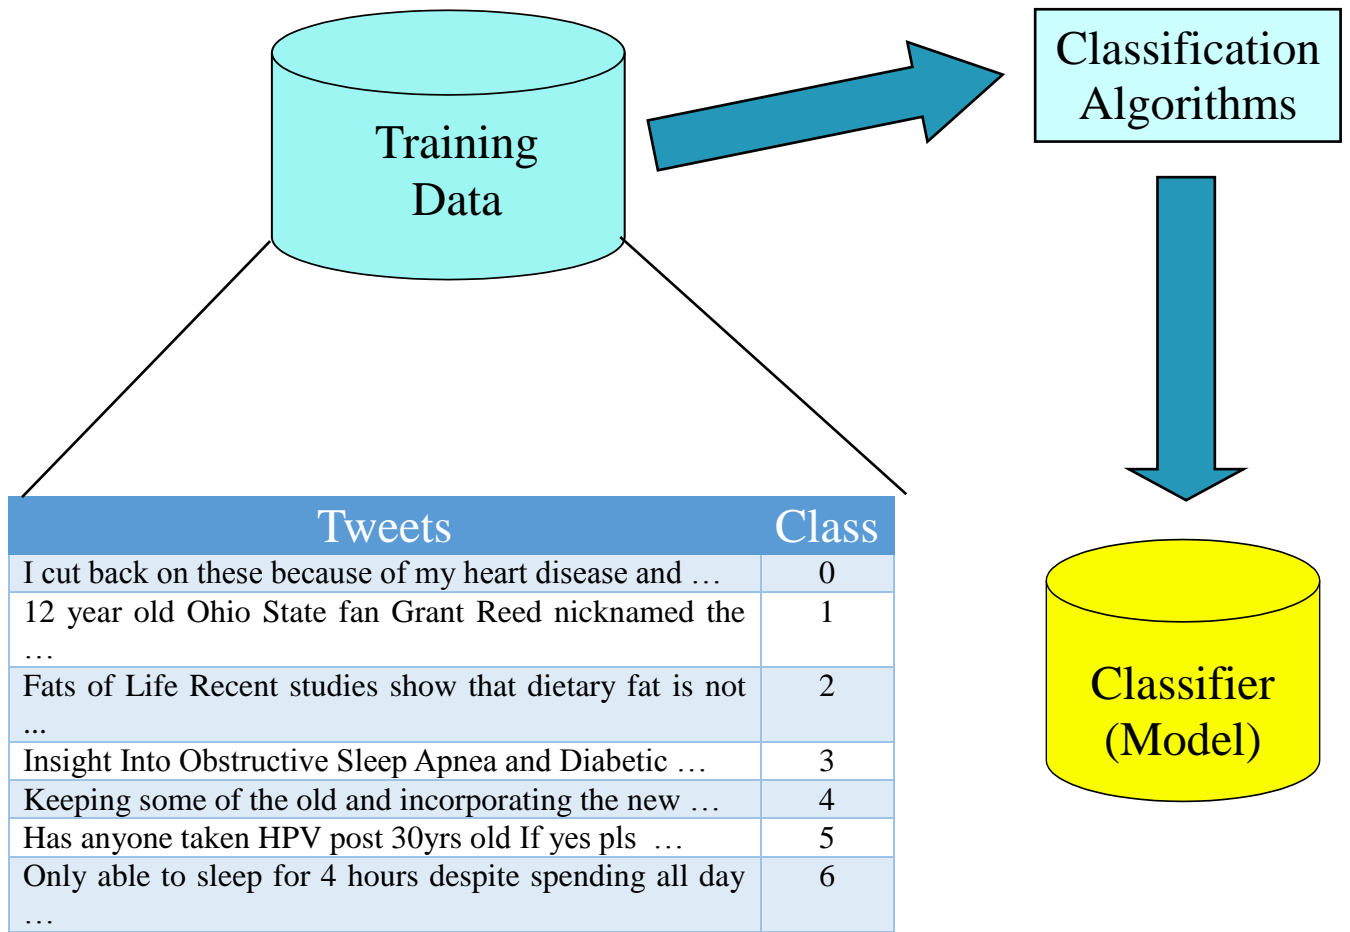 Training
Data
Classification
Algorithms
Tweets Class
I cut back on these because of my heart disease and … 0
12 year old Ohio State fan Grant Reed nicknamed the 1
…
Fats of Life Recent studies show that dietary fat is not 2
...
Insight Into Obstructive Sleep Apnea and Diabetic … 3
Keeping some of the old and incorporating the new … 4
Has anyone taken HPV post 30yrs old If yes pls … 5
Only able to sleep for 4 hours despite spending all day 6
…
Classifier
(Model)